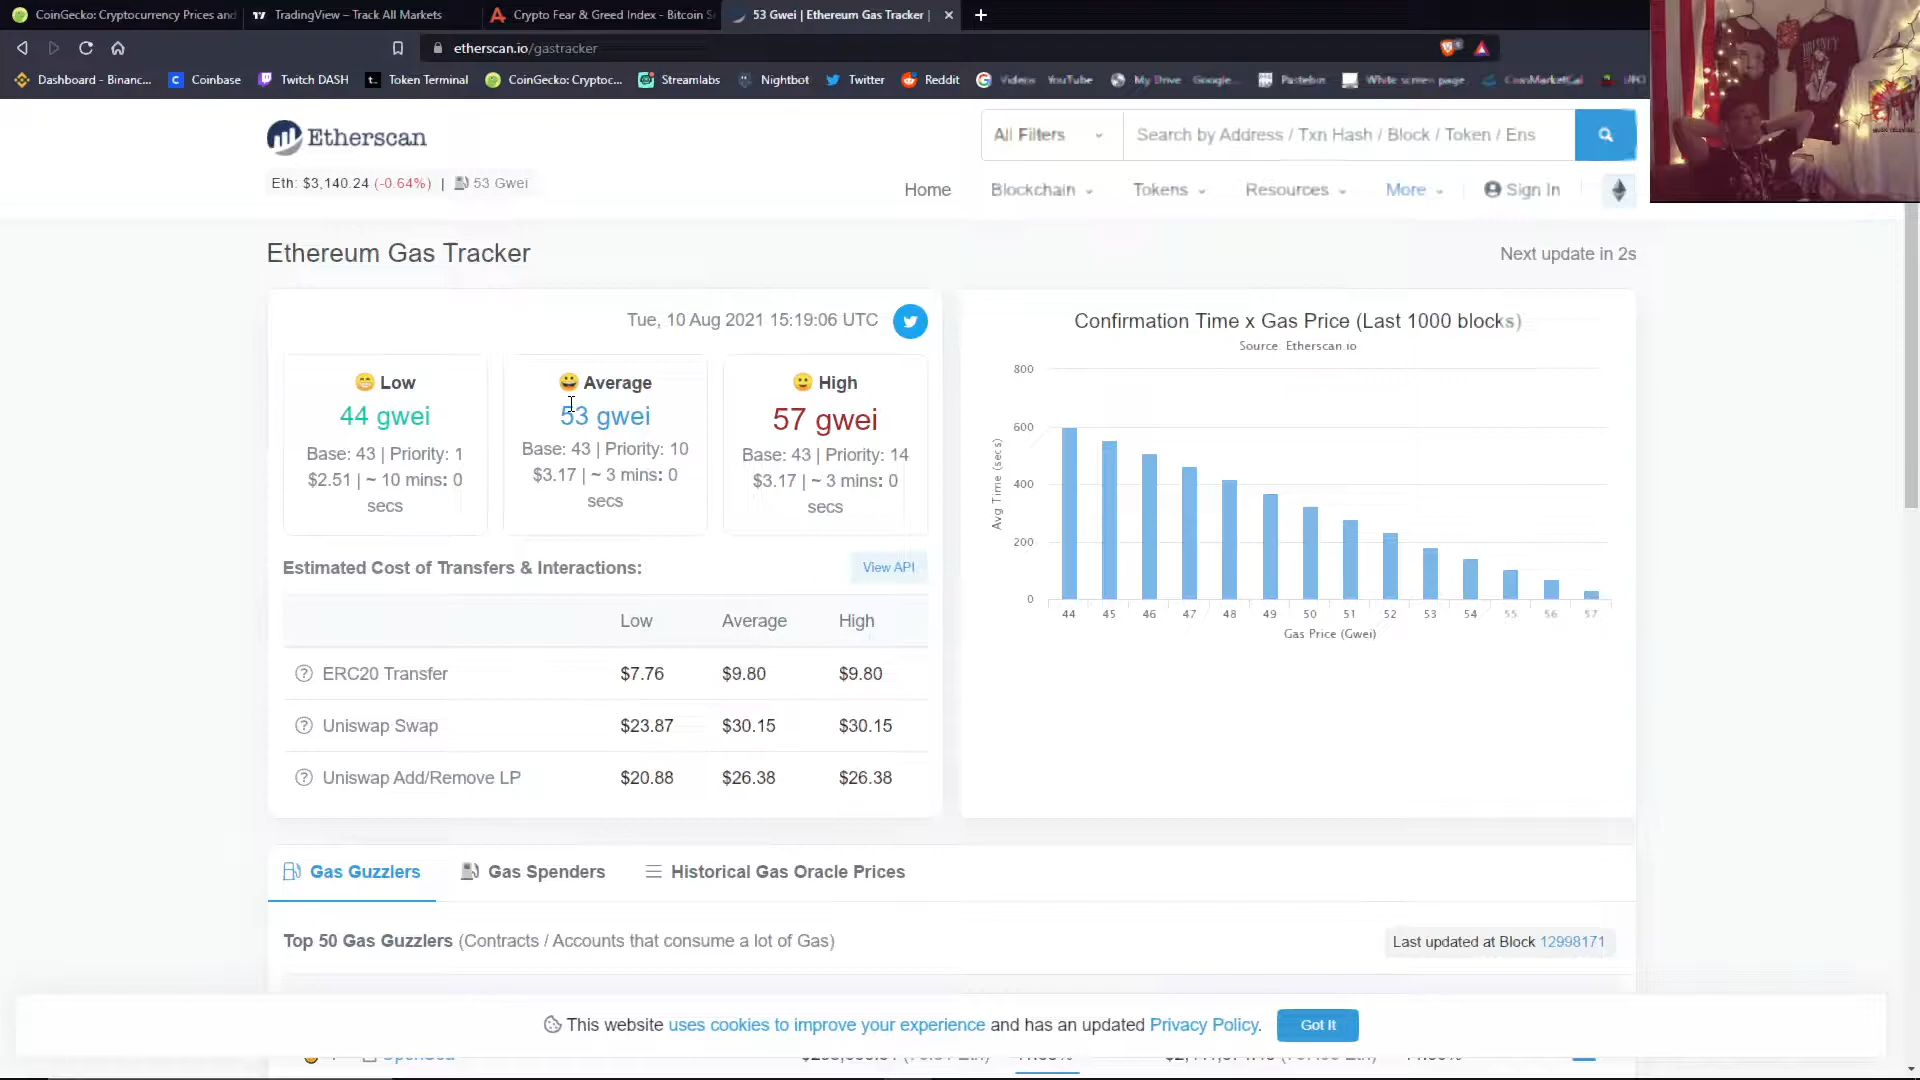 CoinGecko: Cryptocurrency Prices and
TradingView – Track All Markets
Crypto Fear & Greed Index - Bitcoin S
53 Gwei | Ethereum Gas Tracker |
etherscan.io/gastracker
Dashboard - Binanc...
Coinbase
Twitch DASH
Token Terminal
CoinGecko: Cryptoc...
Streamlabs
Nightbot
Twitter
Reddit
Videos
YouTube
My Drive
Google...
Pastebin
White screen page
CoinMarketCal
Etherscan
All Filters
Search by Address / Txn Hash / Block / Token / Ens
Eth: $3,140.24 (-0.64%) | 53 Gwei
Home
Blockchain
Tokens
Resources
More
Sign In
Ethereum Gas Tracker
Next update in 2s
Tue, 10 Aug 2021 15:19:06 UTC
Low
44 gwei
Base: 43 | Priority: 1
$2.51 | ~ 10 mins: 0
secs
Average
53 gwei
Base: 43 | Priority: 10
$3.17 | ~ 3 mins: 0
secs
High
57 gwei
Base: 43 | Priority: 14
$3.17 | ~ 3 mins: 0
secs
Estimated Cost of Transfers & Interactions:
View API
Low Average High
ERC20 Transfer $7.76 $9.80 $9.80
Uniswap Swap $23.87 $30.15 $30.15
Uniswap Add/Remove LP $20.88 $26.38 $26.38
Confirmation Time x Gas Price (Last 1000 blocks)
Source: Etherscan.io
Avg Time (secs)
800
600
400
200
0
44 45 46 47 48 49 50 51 52 53 54 55 56 57
Gas Price (Gwei)
Gas Guzzlers
Gas Spenders
Historical Gas Oracle Prices
Top 50 Gas Guzzlers (Contracts / Accounts that consume a lot of Gas)
Last updated at Block 12998171
This website uses cookies to improve your experience and has an updated Privacy Policy.
Got It